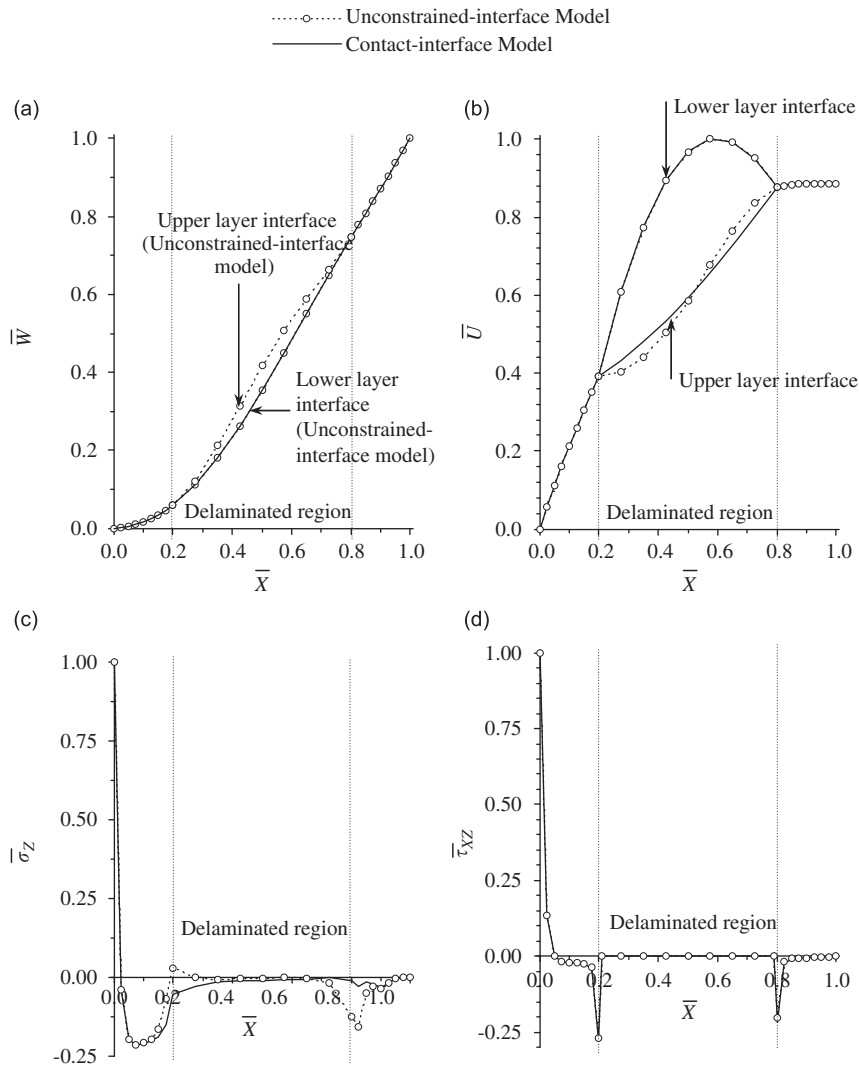 Unconstrained-interface Model
Contact-interface Model
(a)
1.0
0.8
0.6
0.4
0.2
0.0
W
Upper layer interface
(Unconstrained-interface
model)
Lower layer
interface
(Unconstrained-
interface model)
Delaminated region
0.0 0.2 0.4 0.6 0.8 1.0
X
(b)
1.0
0.8
0.6
0.4
0.2
0.0
U
Lower layer interface
Upper layer interface
Delaminated region
0.0 0.2 0.4 0.6 0.8 1.0
X
(c)
1.00
0.75
0.50
0.25
0.00
-0.25
σZ
Delaminated region
0.0 0.2 0.4 0.6 0.8 1.0
X
(d)
1.00
0.75
0.50
0.25
0.00
-0.25
τXZ
Delaminated region
0.0 0.2 0.4 0.6 0.8 1.0
X